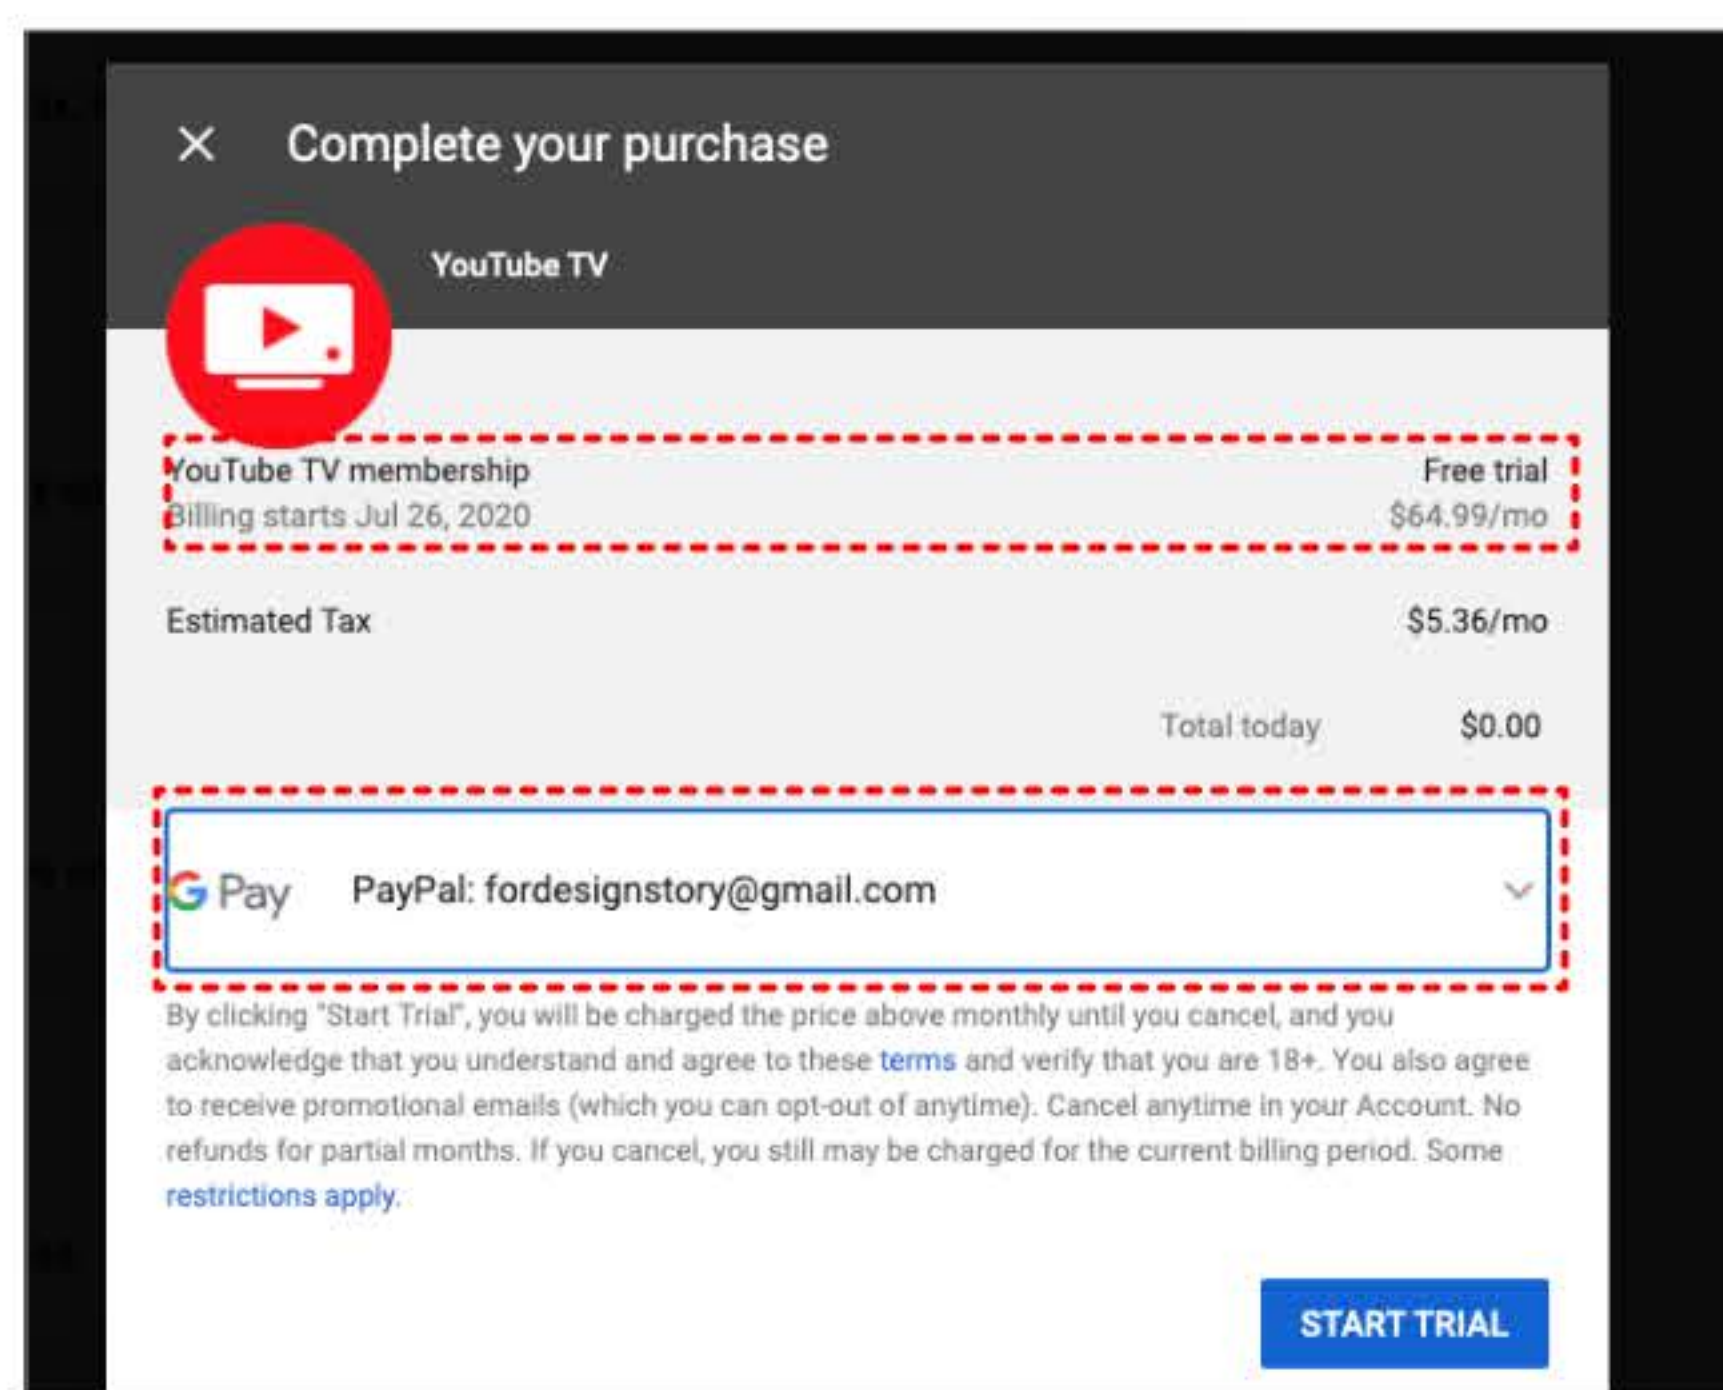 Complete your purchase
YouTube TV
YouTube TV membership Free trial
Billing starts Jul 26, 2020 $64.99/mo
Estimated Tax $5.36/mo
Total today $0.00
G Pay PayPal: fordesignstory@gmail.com
By clicking "Start Trial", you will be charged the price above monthly until you cancel, and you
acknowledge that you understand and agree to these terms and verify that you are 18+. You also agree
to receive promotional emails (which you can opt-out of anytime). Cancel anytime in your Account. No
refunds for partial months. If you cancel, you still may be charged for the current billing period. Some
restrictions apply.
START TRIAL